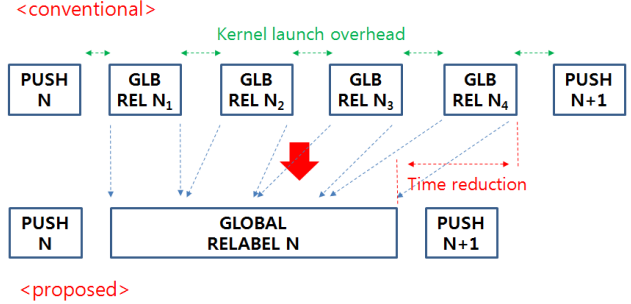 <conventional>
Kernel launch overhead
PUSH
N
GLB
REL N₁
GLB
REL N₂
GLB
REL N₃
GLB
REL N₄
PUSH
N+1
Time reduction
PUSH
N
GLOBAL
RELABEL N
PUSH
N+1
<proposed>